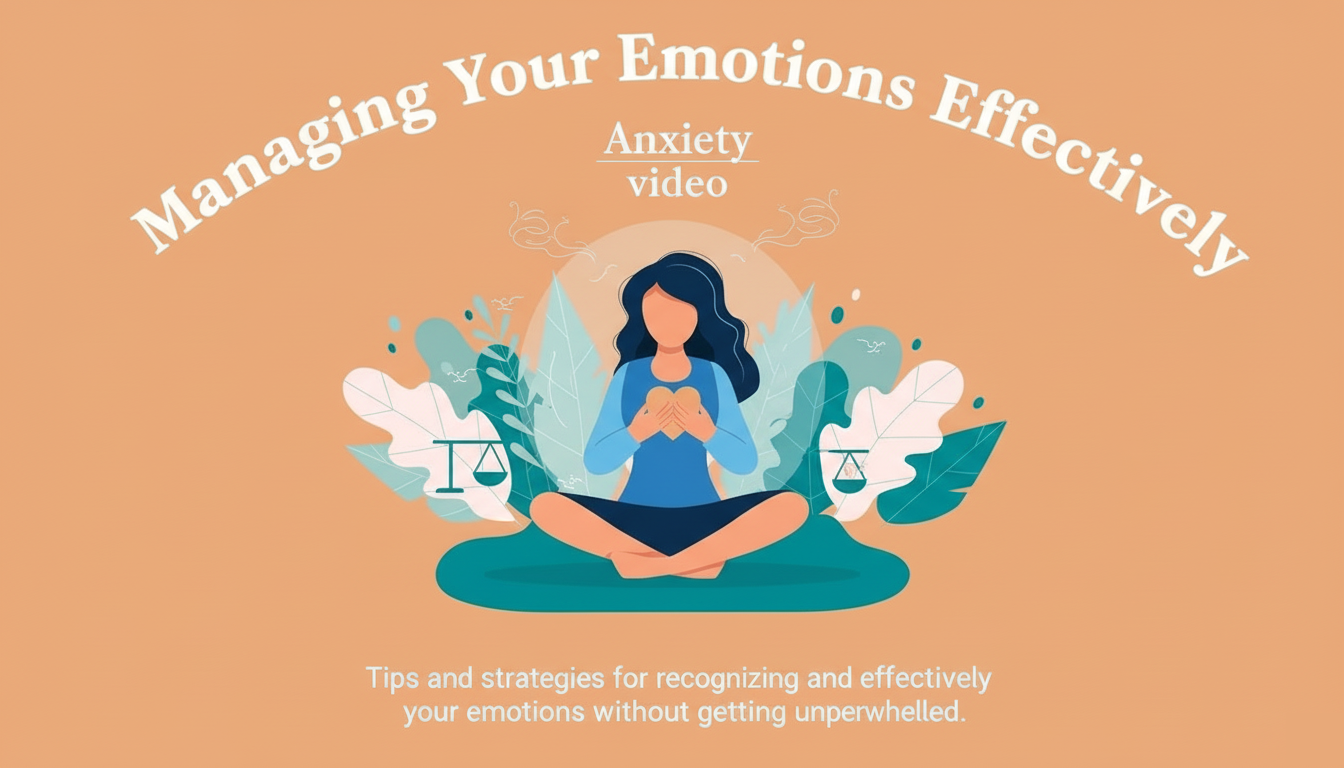 Managing Your Emotions Effectively
Anxiety
video
Tips and strategies for recognizing and effectively
your emotions without getting unperwhelled.